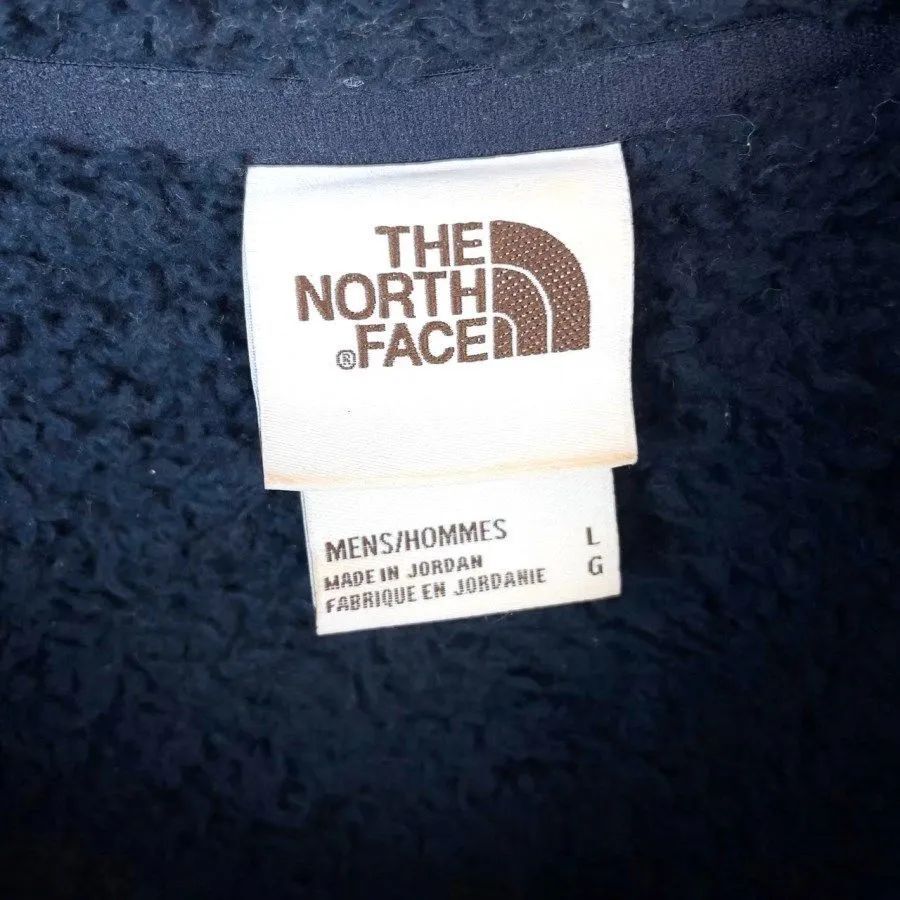 THE
NORTH
®FACE
MENS/HOMMES L
MADE IN JORDAN G
FABRIQUE EN JORDANIE